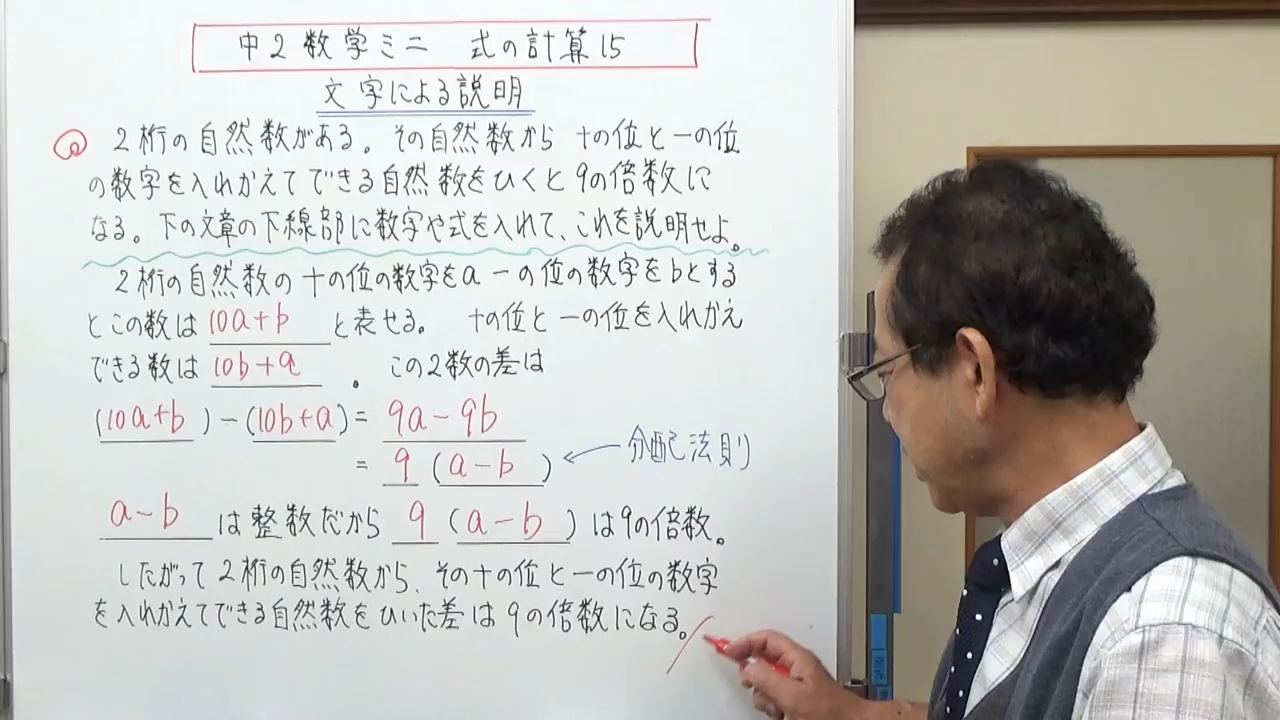 中2数学ミニ 式の計算15
文字による説明
Q 2桁の自然数がある。その自然数から十の位と一の位
の数字を入れかえてできる自然数をひくと9の倍数に
なる。下の文章の下線部に数字や式を入れて、これを説明せよ。
2桁の自然数の十の位の数字をa一の位の数字をbとする
とこの数は10a+bと表せる。 十の位と一の位を入れかえ
できる数は10b+a。この2数の差は
(10a+b)-(10b+a)=9a-9b
=9(a-b) ←分配法則
a-bは整数だから9(a-b)は9の倍数。
したがって2桁の自然数から、その十の位と一の位の数字
を入れかえてできる自然数をひいた差は9の倍数になる。